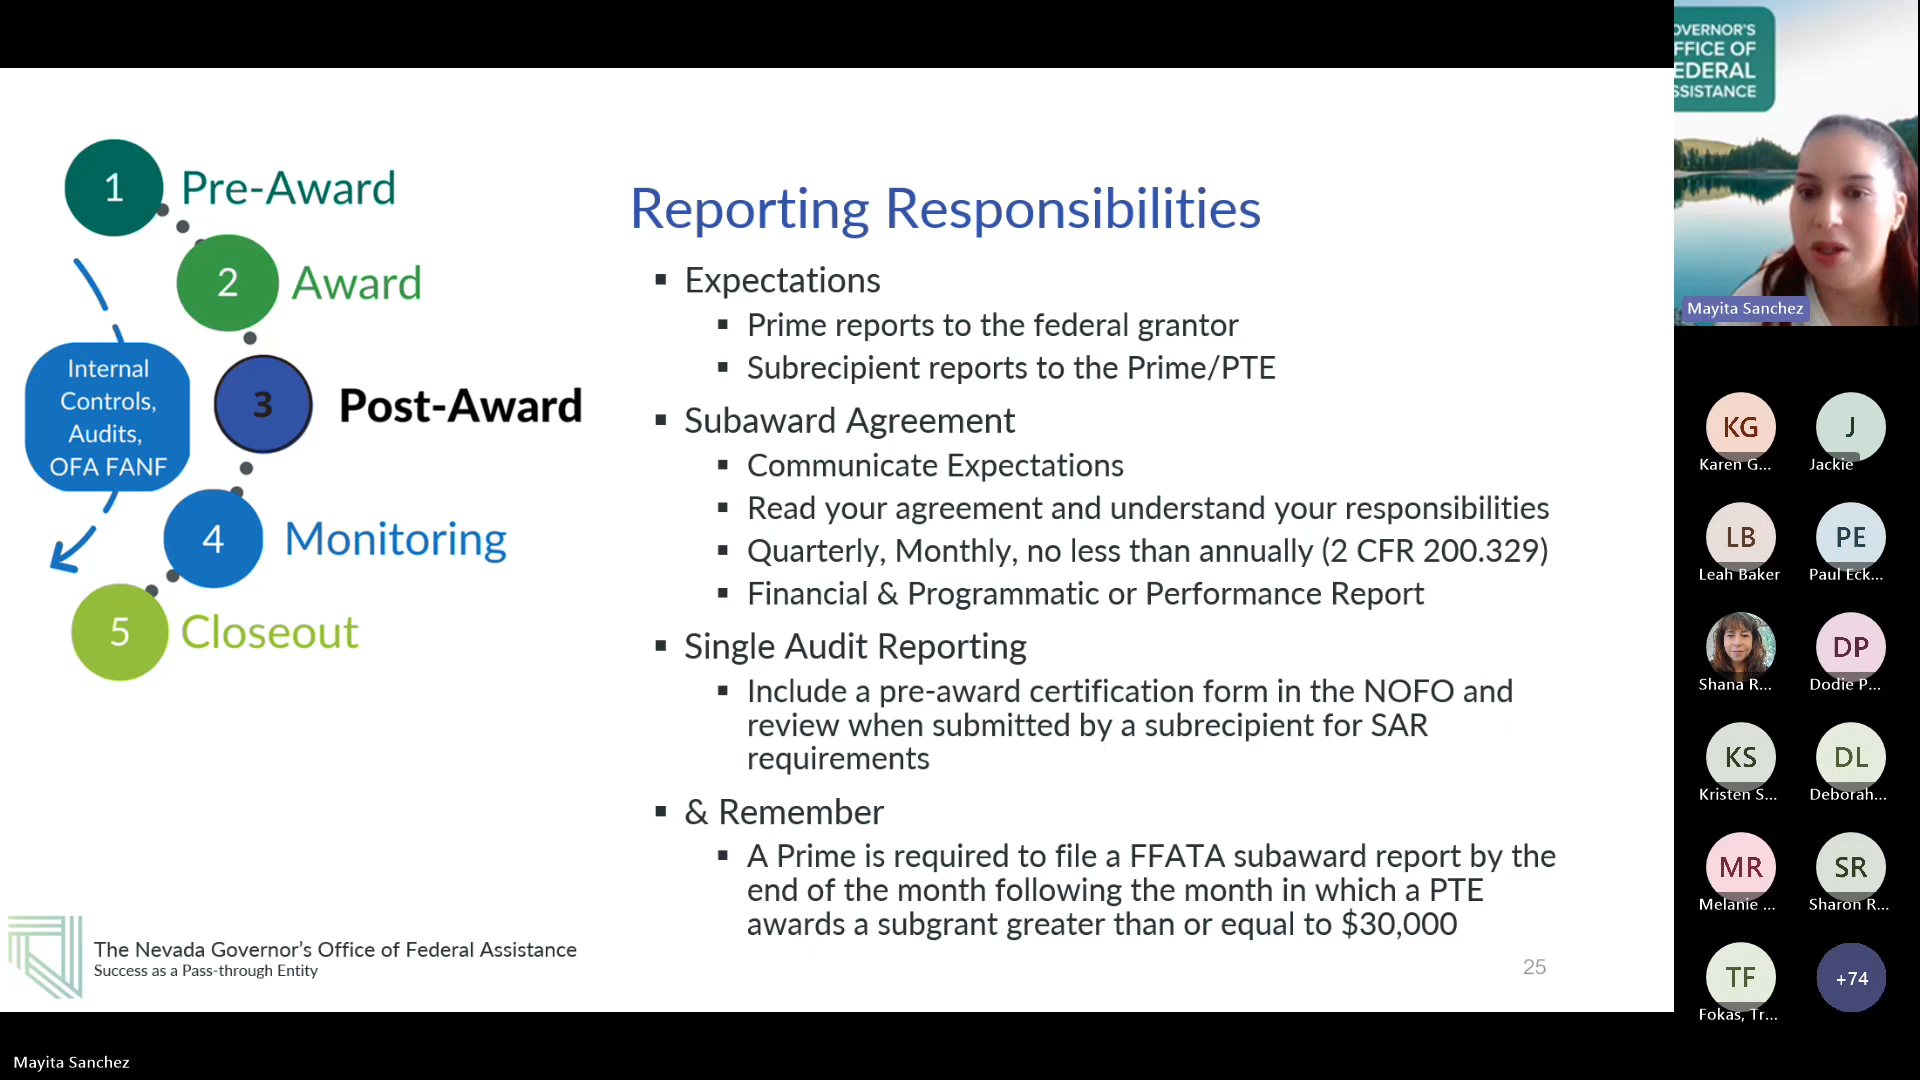 1 Pre-Award
2 Award
3 Post-Award
Internal
Controls,
Audits,
OFA FANF
4 Monitoring
5 Closeout
Reporting Responsibilities
▪ Expectations
▪ Prime reports to the federal grantor
▪ Subrecipient reports to the Prime/PTE
▪ Subaward Agreement
▪ Communicate Expectations
▪ Read your agreement and understand your responsibilities
▪ Quarterly, Monthly, no less than annually (2 CFR 200.329)
▪ Financial & Programmatic or Performance Report
▪ Single Audit Reporting
▪ Include a pre-award certification form in the NOFO and
review when submitted by a subrecipient for SAR
requirements
▪ & Remember
▪ A Prime is required to file a FFATA subaward report by the
end of the month following the month in which a PTE
awards a subgrant greater than or equal to $30,000
The Nevada Governor's Office of Federal Assistance
Success as a Pass-through Entity
25
OVERNOR'S
FFICE OF
EDERAL
SSISTANCE
Mayita Sanchez
KG
Karen G...
J
Jackie
LB
Leah Baker
PE
Paul Eck...
Shana R...
DP
Dodie P...
KS
Kristen S...
DL
Deborah...
MR
Melanie ...
SR
Sharon R...
TF
Fokas, Tr...
+74
Mayita Sanchez